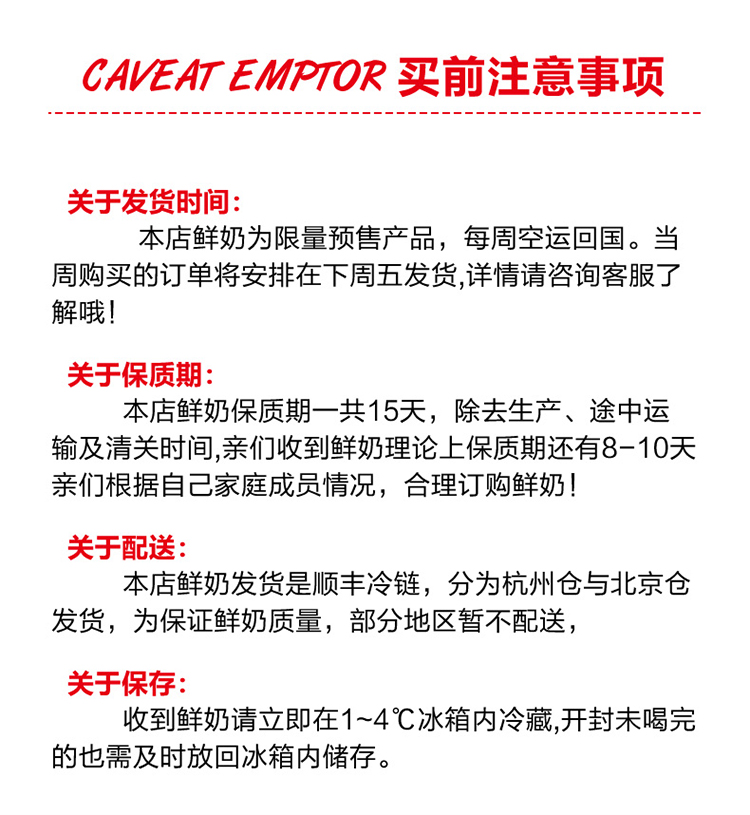 CAVEAT EMPTOR 买前注意事项
关于发货时间：
本店鲜奶为限量预售产品，每周空运回国。当
周购买的订单将安排在下周五发货,详情请咨询客服了
解哦！
关于保质期：
本店鲜奶保质期一共15天，除去生产、途中运
输及清关时间,亲们收到鲜奶理论上保质期还有8-10天
亲们根据自己家庭成员情况，合理订购鲜奶！
关于配送：
本店鲜奶发货是顺丰冷链，分为杭州仓与北京仓
发货，为保证鲜奶质量，部分地区暂不配送，
关于保存：
收到鲜奶请立即在1~4℃冰箱内冷藏,开封未喝完
的也需及时放回冰箱内储存。